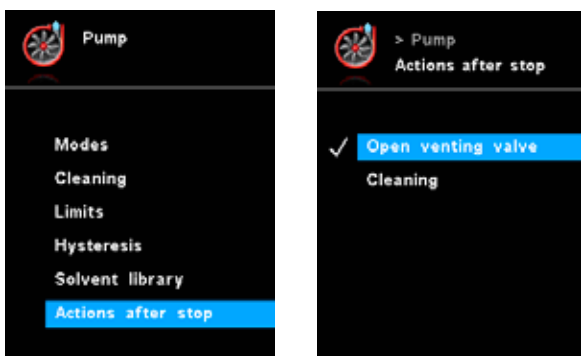 Pump
Modes
Cleaning
Limits
Hysteresis
Solvent library
Actions after stop
> Pump
Actions after stop
Open venting valve
Cleaning